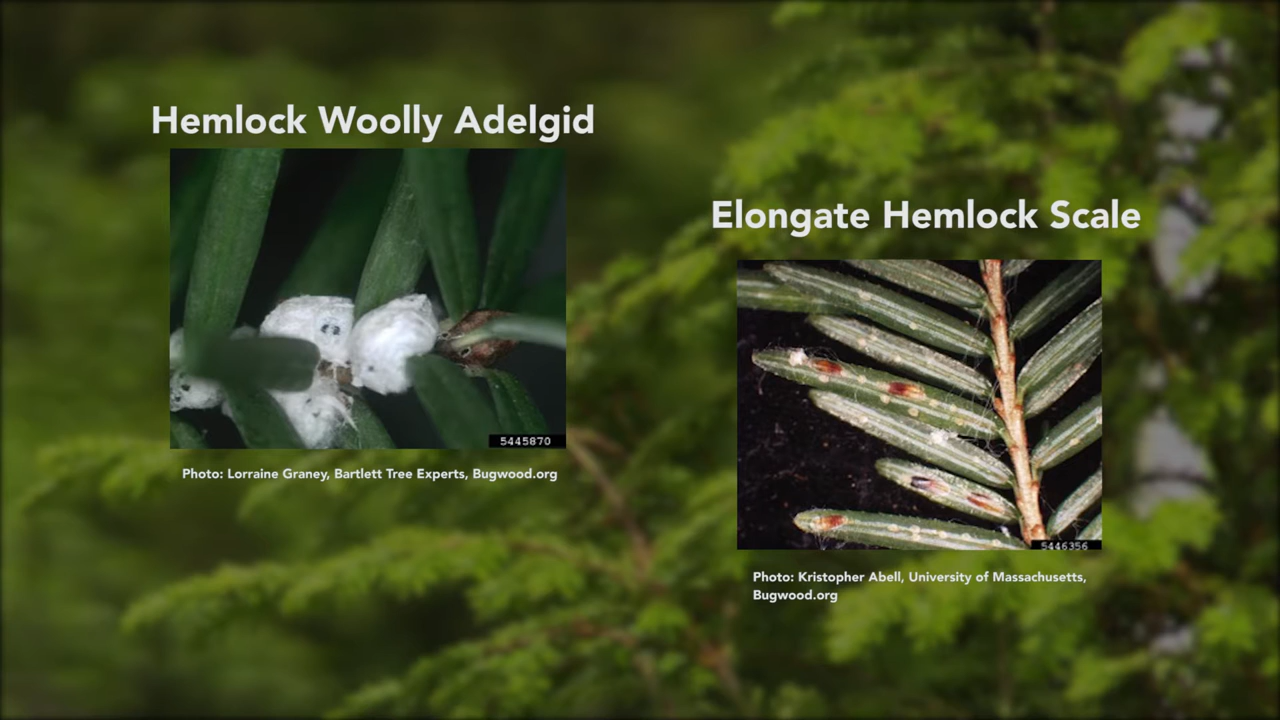 Hemlock Woolly Adelgid
5445870
Photo: Lorraine Graney, Bartlett Tree Experts, Bugwood.org
Elongate Hemlock Scale
5446356
Photo: Kristopher Abell, University of Massachusetts,
Bugwood.org